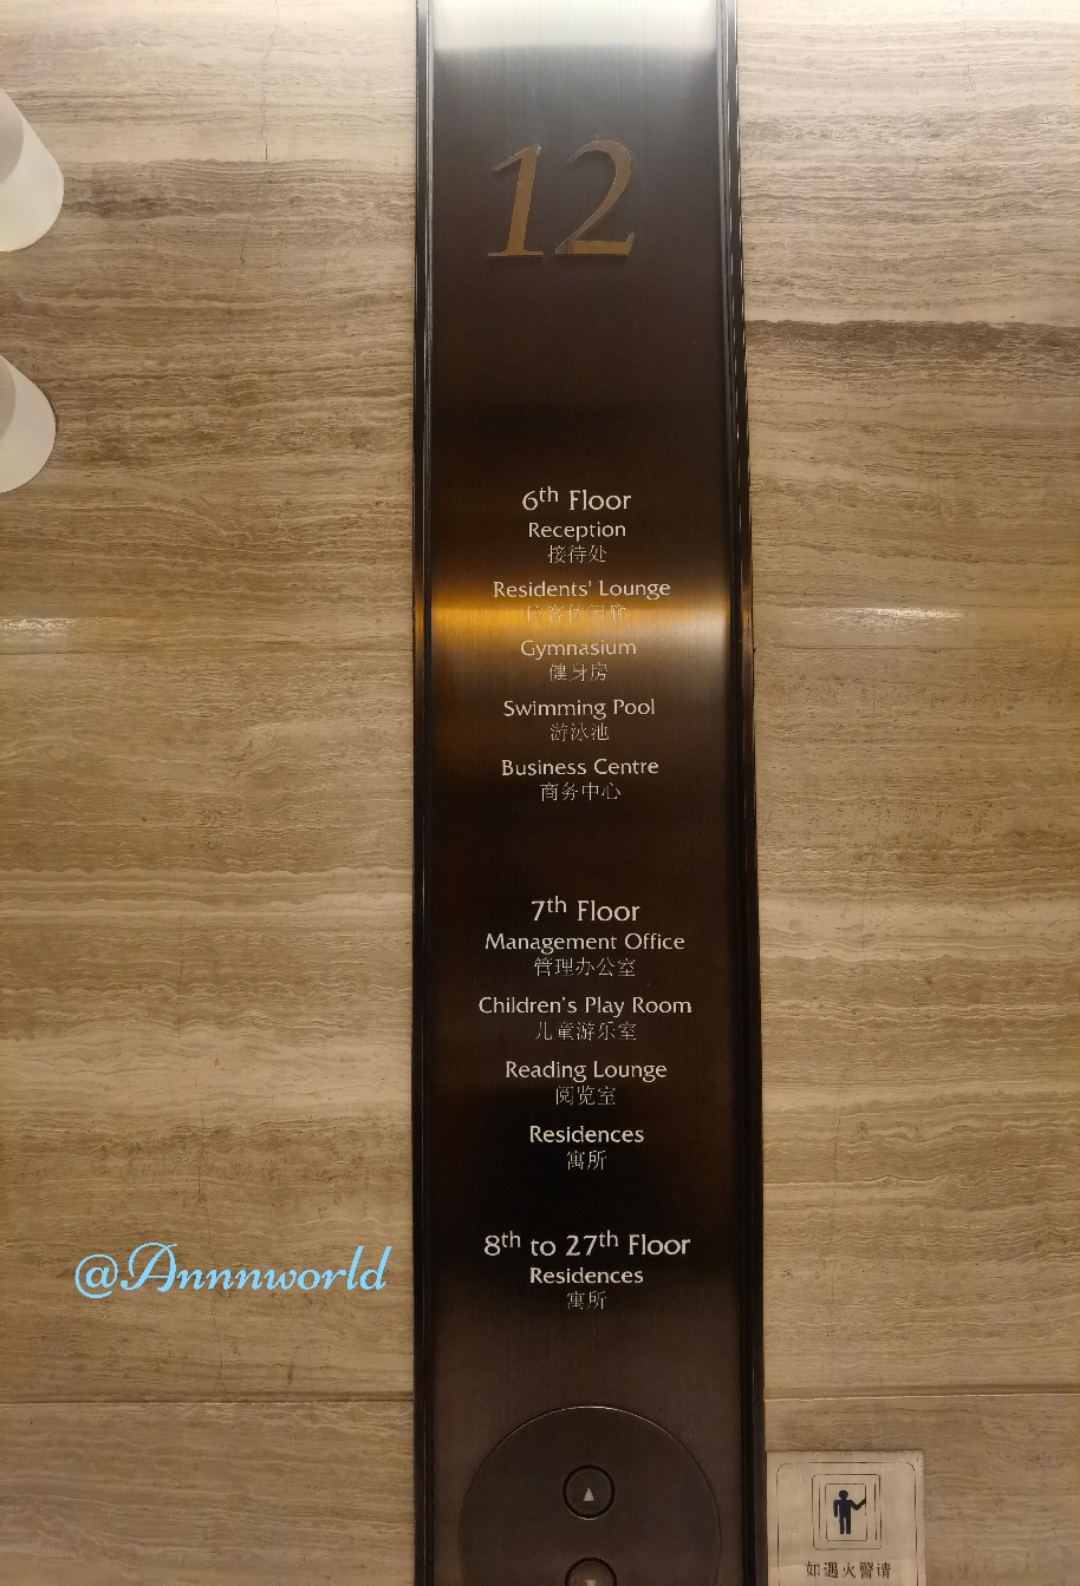 12
6th Floor
Reception
接待处
Residents' Lounge
Gymnasium
健身房
Swimming Pool
游泳池
Business Centre
商务中心
7th Floor
Management Office
管理办公室
Children's Play Room
儿童游乐室
Reading Lounge
阅览室
Residences
寓所
8th to 27th Floor
Residences
寓所
@Annnworld
如遇火警请